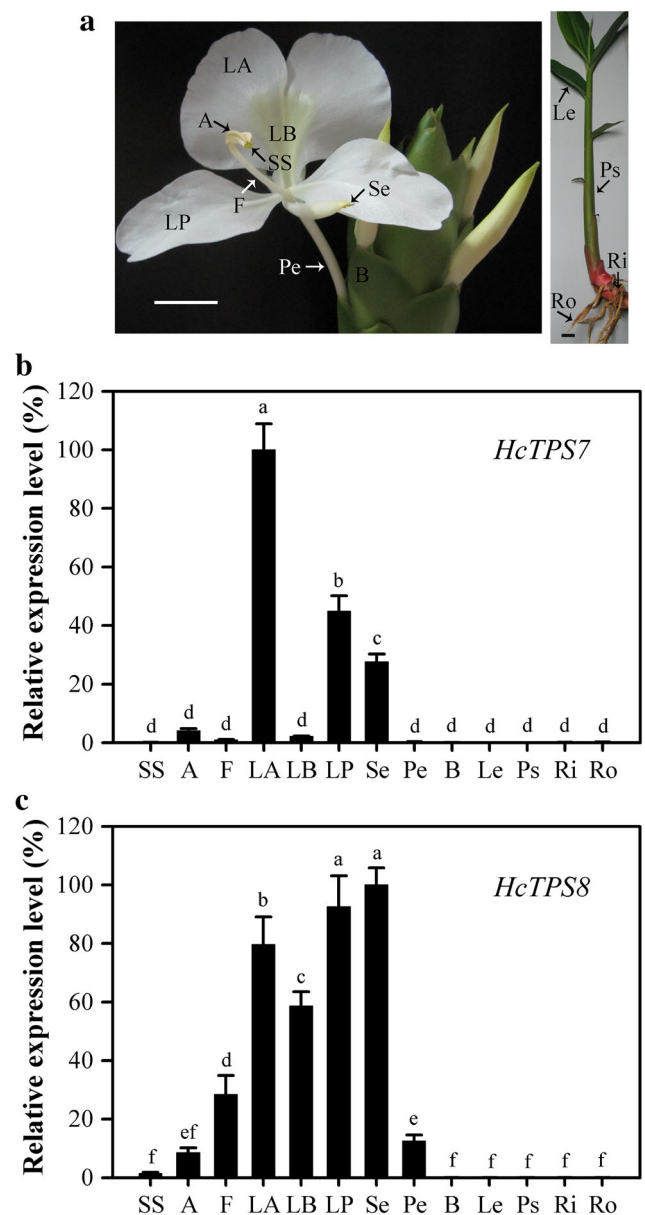 a
LA
A
LB
SS
Se
F
LP
Pe
B
Le
Ps
Ri
Ro
b
Relative expression level (%)
120
100
80
60
40
20
0
HcTPS7
d d d a d b c d d d d d d
SS A F LA LB LP Se Pe B Le Ps Ri Ro
c
Relative expression level (%)
120
100
80
60
40
20
0
HcTPS8
f ef d b c a a e f f f f f
SS A F LA LB LP Se Pe B Le Ps Ri Ro